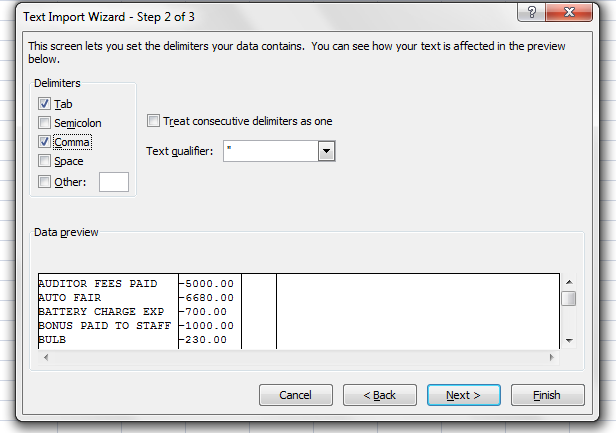 Text Import Wizard - Step 2 of 3
This screen lets you set the delimiters your data contains. You can see how your text is affected in the preview
below.
Delimiters
Tab
Semicolon
Comma
Space
Other:
Treat consecutive delimiters as one
Text qualifier: "
Data preview
AUDITOR FEES PAID -5000.00
AUTO FAIR -6680.00
BATTERY CHARGE EXP -700.00
BONUS PAID TO STAFF -1000.00
BULB -230.00
Cancel < Back Next > Finish